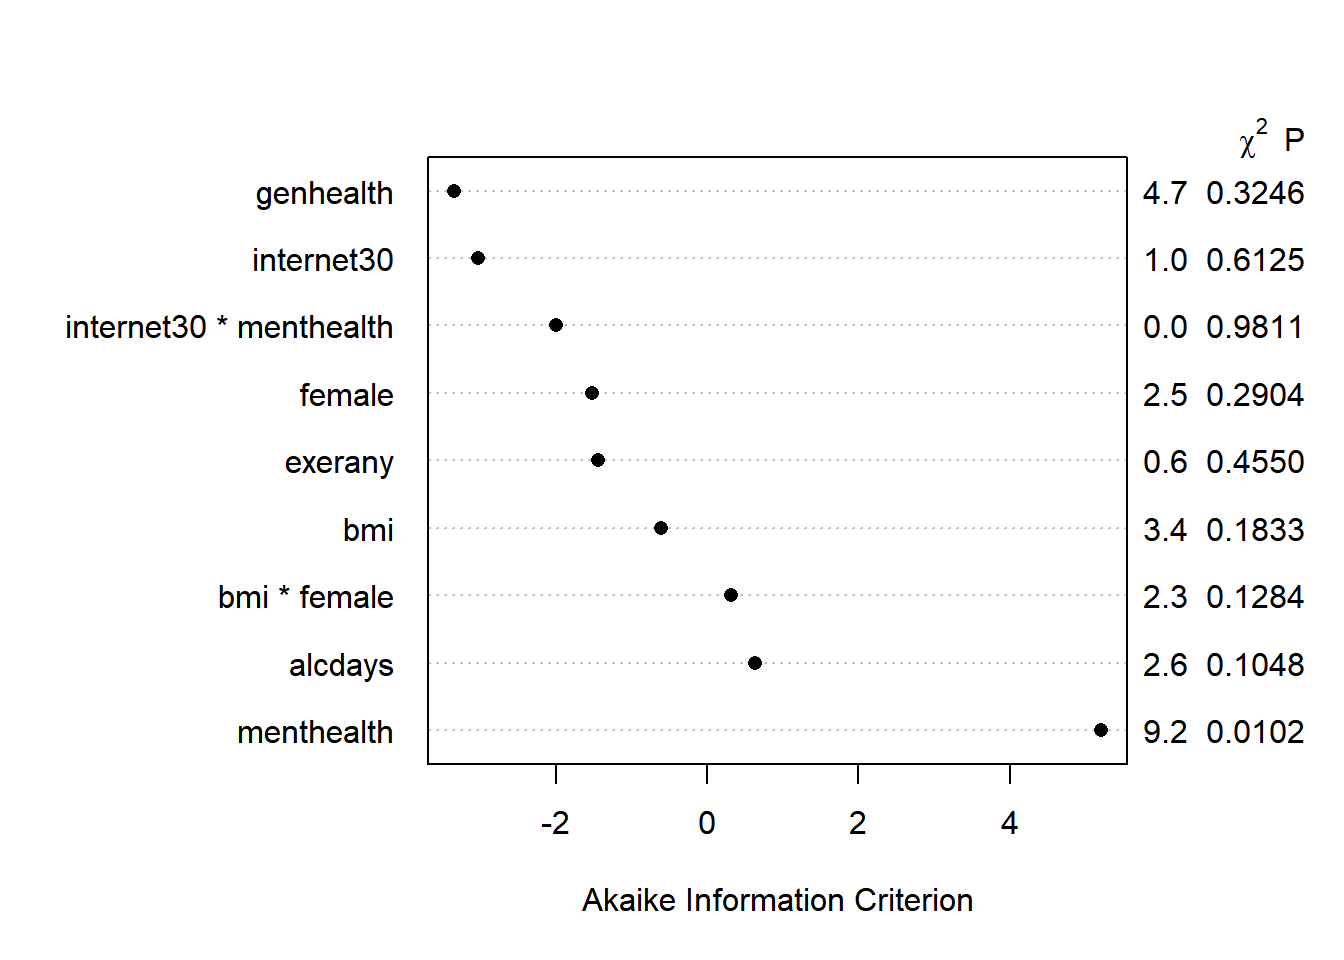 χ² P
genhealth 4.7 0.3246
internet30 1.0 0.6125
internet30 * menthealth 0.0 0.9811
female 2.5 0.2904
exerany 0.6 0.4550
bmi 3.4 0.1833
bmi * female 2.3 0.1284
alcdays 2.6 0.1048
menthealth 9.2 0.0102
-2 0 2 4
Akaike Information Criterion